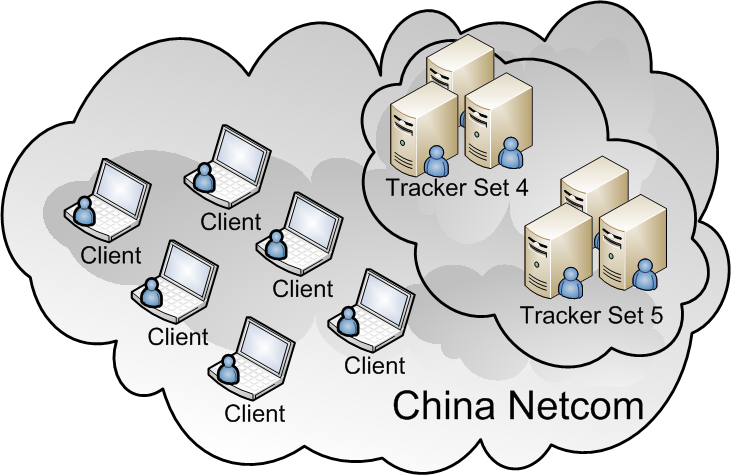 Tracker Set 4
Client
Client
Client
Tracker Set 5
Client
Client
Client
China Netcom